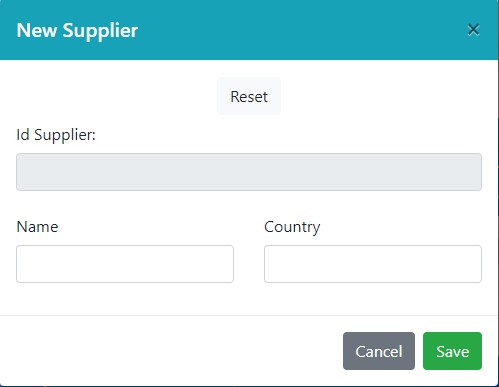 New Supplier ×
Reset
Id Supplier:
Name Country
Cancel Save